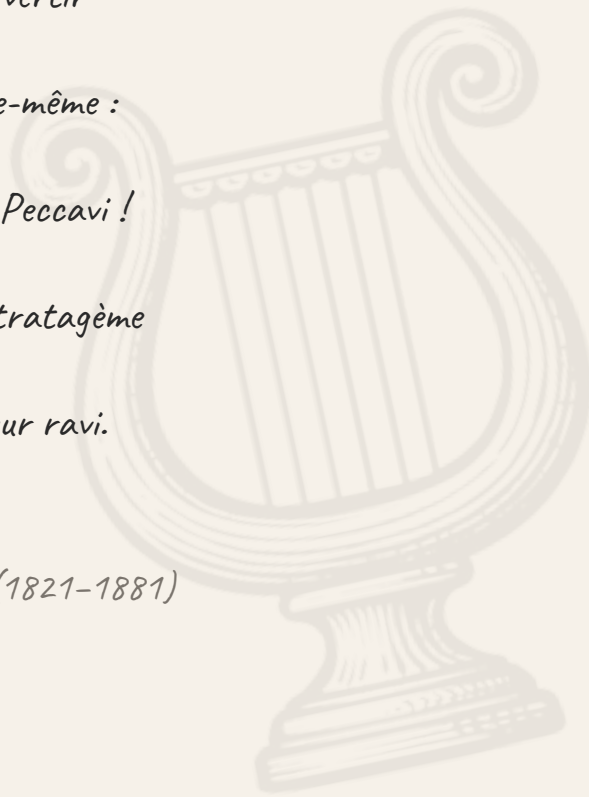 vertir
e-même :
Peccavi !
tratagème
ur ravi.
(1821–1881)